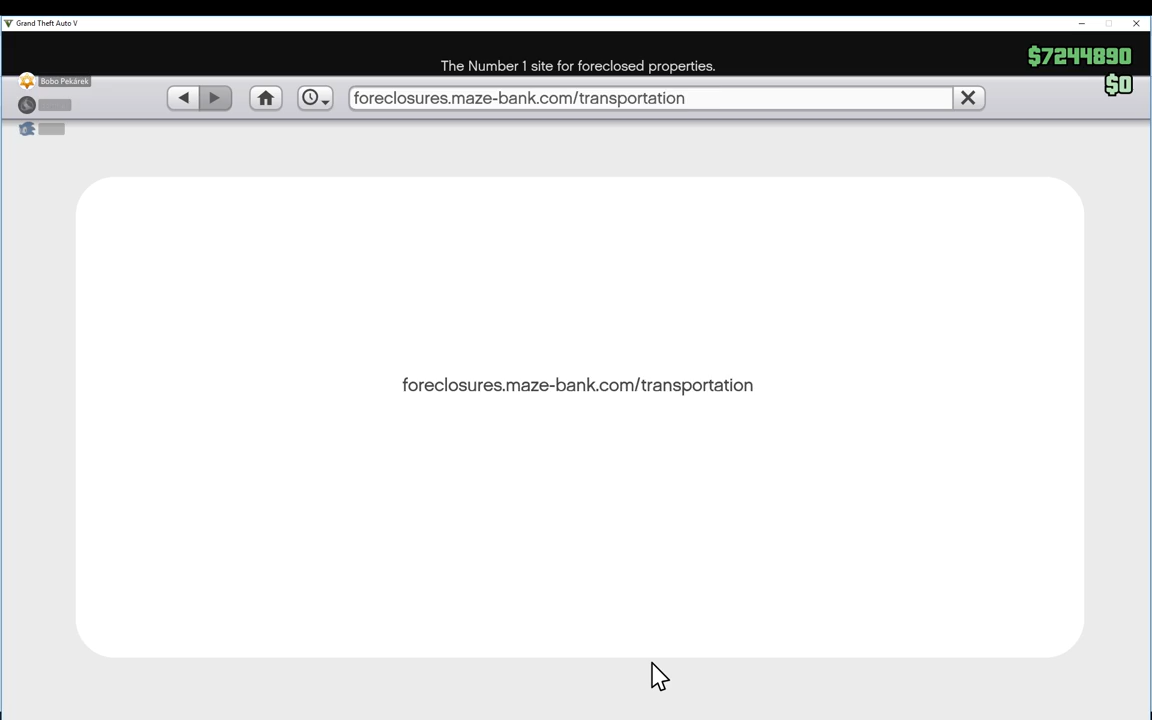 Grand Theft Auto V
The Number 1 site for foreclosed properties.
$7244890
Bobo Pekárek
$0
foreclosures.maze-bank.com/transportation
foreclosures.maze-bank.com/transportation